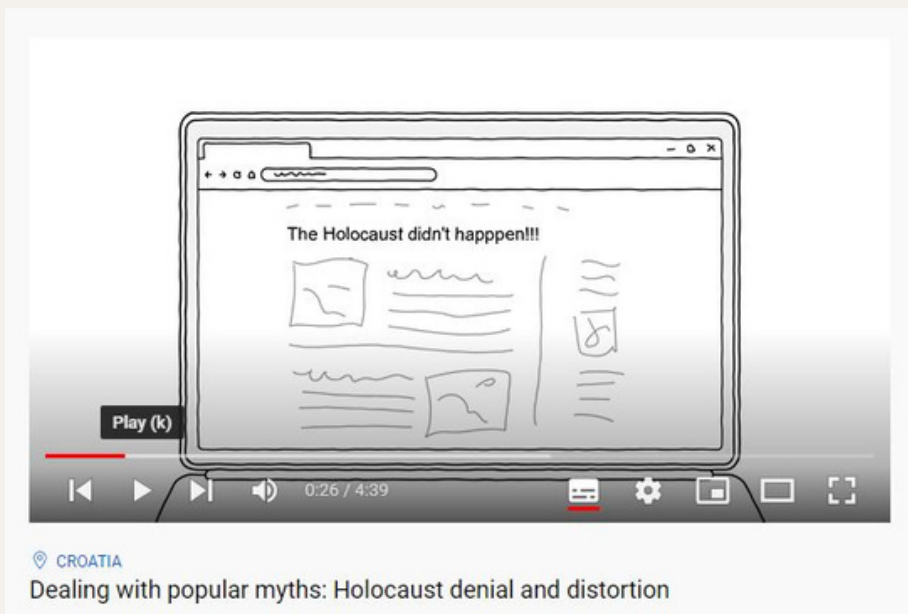 The Holocaust didn't happpen!!!
Play (k)
0:26 / 4:39
CROATIA
Dealing with popular myths: Holocaust denial and distortion